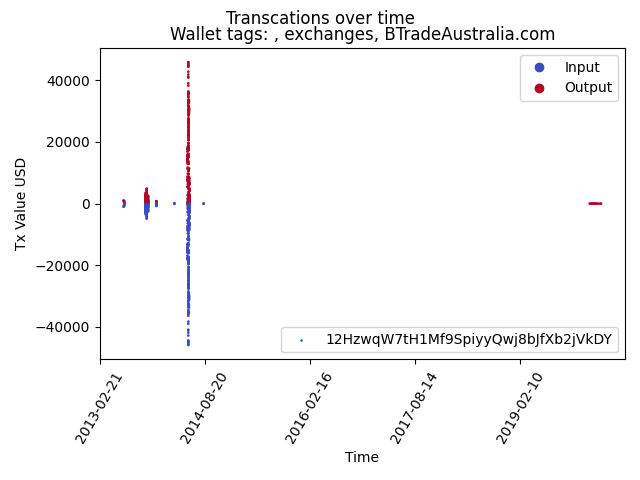 Transcations over time
Wallet tags: , exchanges, BTradeAustralia.com
Input
Output
40000
20000
0
−20000
−40000
Tx Value USD
12HzwqW7tH1Mf9SpiyyQwj8bJfXb2jVkDY
2013-02-21
2014-08-20
2016-02-16
2017-08-14
2019-02-10
Time